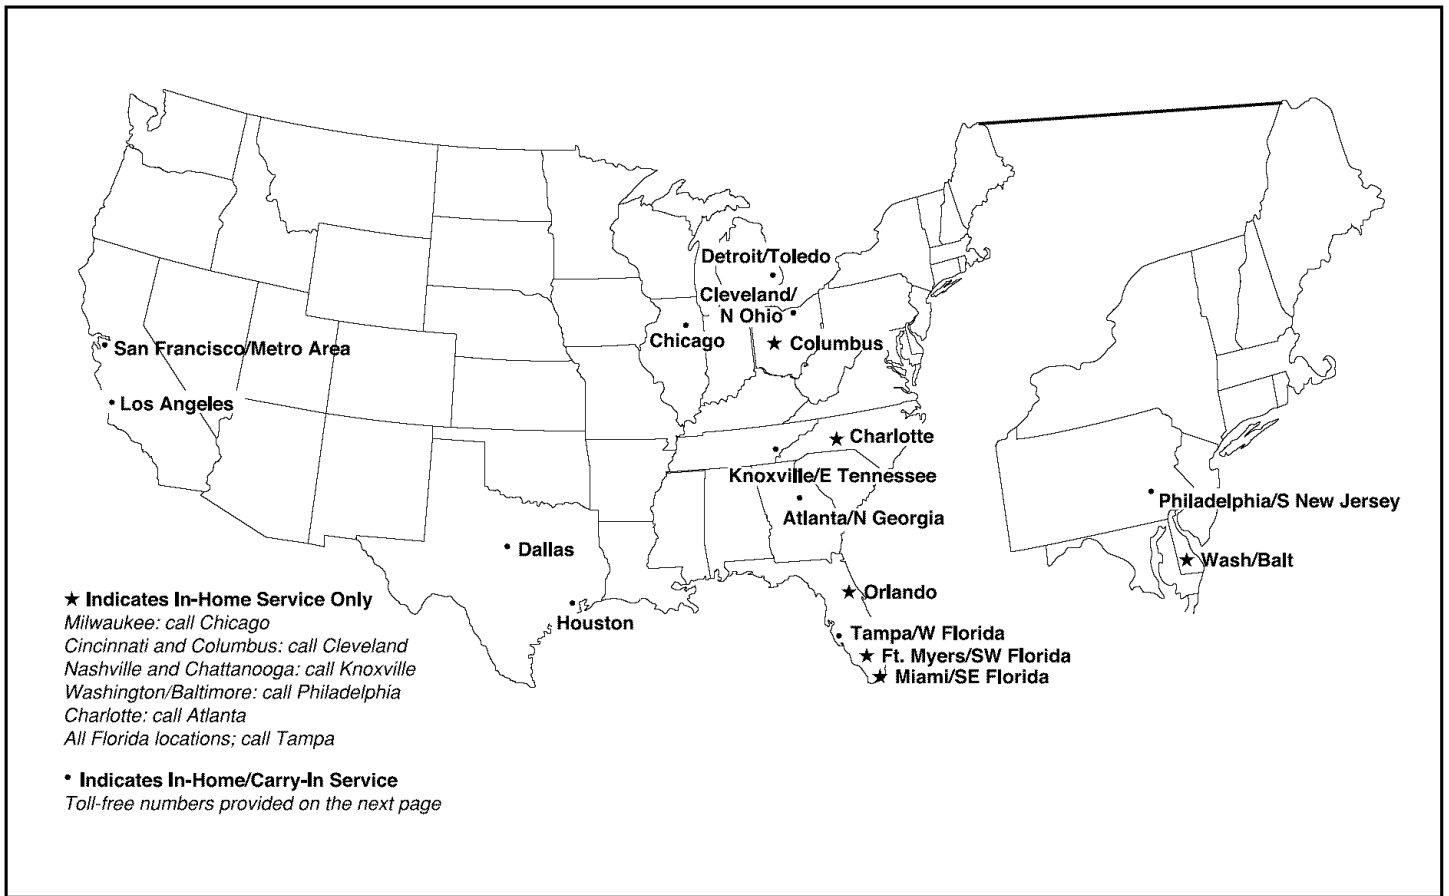 Detroit/Toledo
Cleveland/
N Ohio
Chicago
★ Columbus
San Francisco/Metro Area
Los Angeles
★ Charlotte
Knoxville/E Tennessee
Atlanta/N Georgia
Philadelphia/S New Jersey
Dallas
★ Wash/Balt
★ Orlando
Houston
Tampa/W Florida
★ Ft. Myers/SW Florida
★ Miami/SE Florida
★ Indicates In-Home Service Only
Milwaukee: call Chicago
Cincinnati and Columbus: call Cleveland
Nashville and Chattanooga: call Knoxville
Washington/Baltimore: call Philadelphia
Charlotte: call Atlanta
All Florida locations; call Tampa
• Indicates In-Home/Carry-In Service
Toll-free numbers provided on the next page